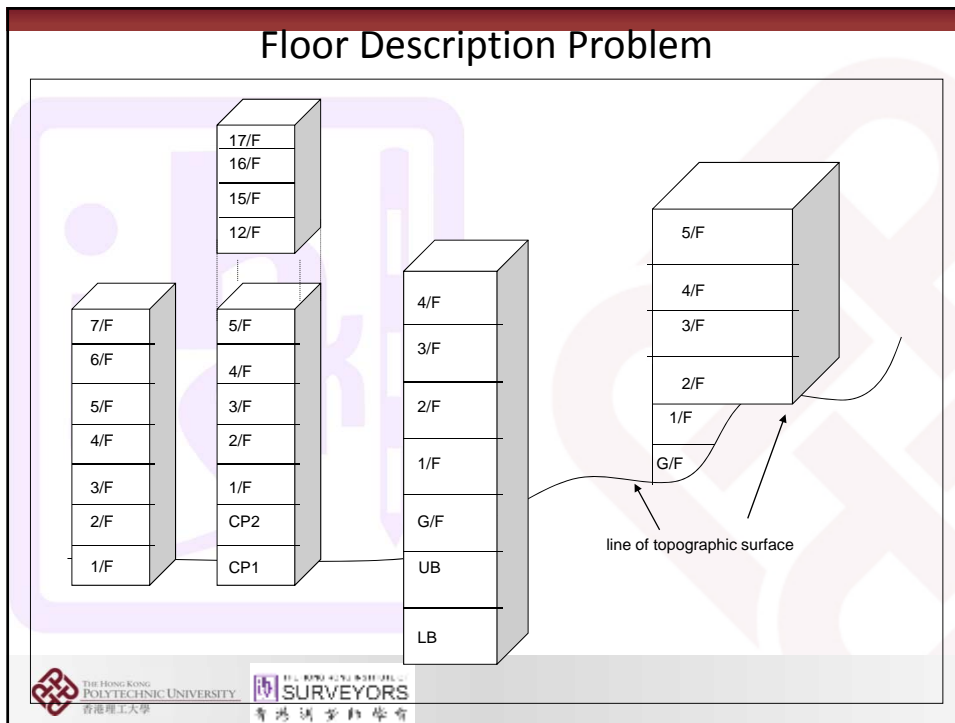 Floor Description Problem
17/F
16/F
15/F
12/F
7/F
6/F
5/F
4/F
3/F
2/F
1/F
5/F
4/F
3/F
2/F
1/F
CP2
CP1
4/F
3/F
2/F
1/F
G/F
UB
LB
5/F
4/F
3/F
2/F
1/F
G/F
line of topographic surface
THE HONG KONG
POLYTECHNIC UNIVERSITY
香港理工大學
SURVEYORS